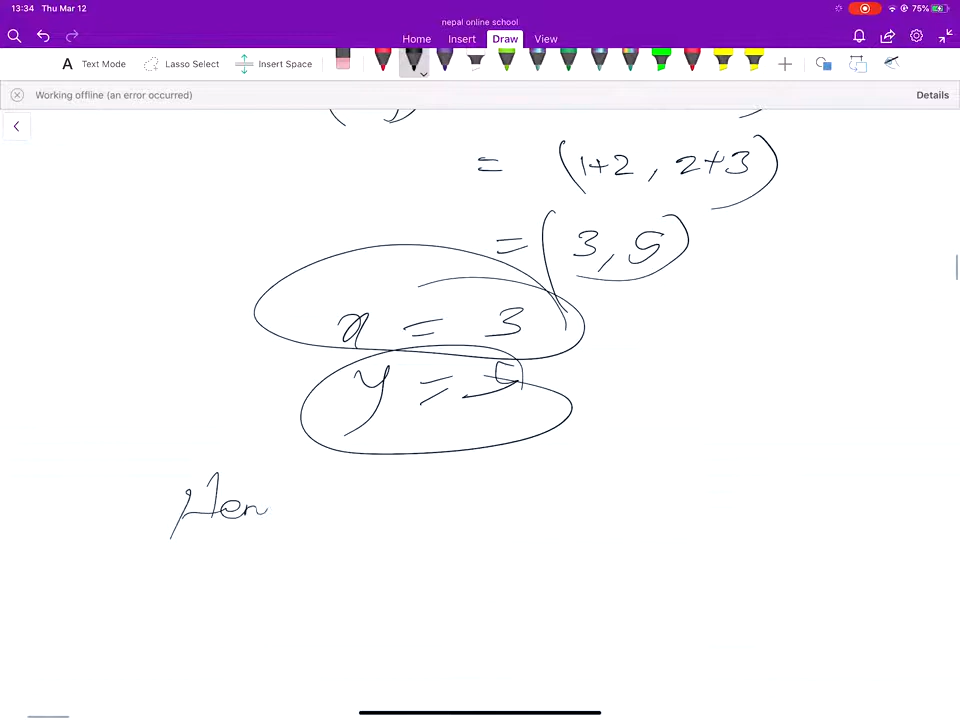 13:34 Thu Mar 12
75%
nepal online school
Home Insert Draw View
A Text Mode Lasso Select Insert Space
Working offline (an error occurred) Details
= (1+2, 2+3)
= (3, 5)
x = 3
y = 5
Hen